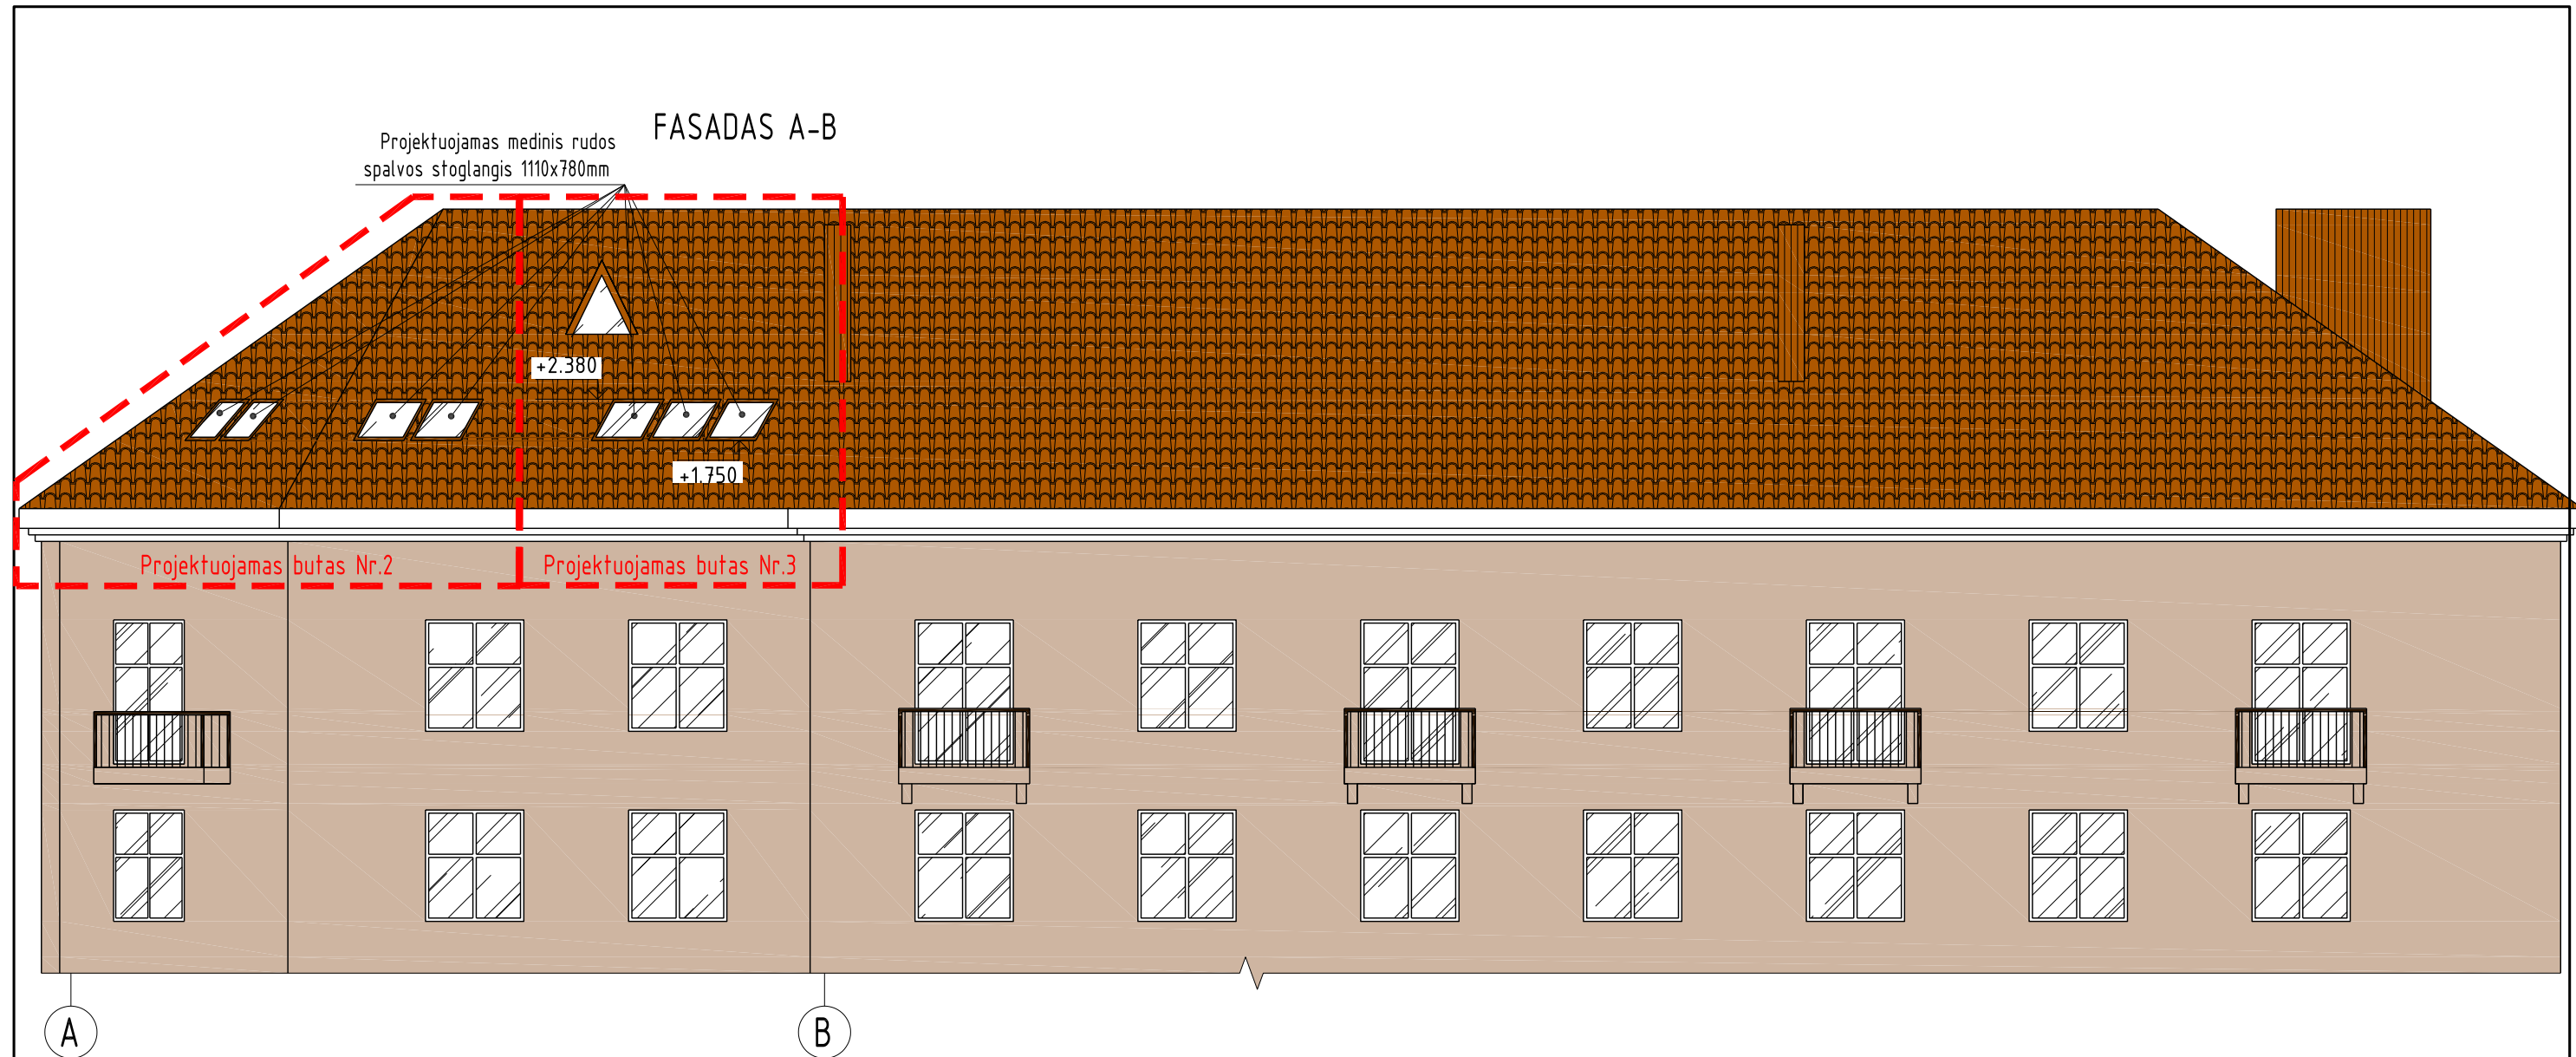 FASADAS A-B
Projektuojamas medinis rudos
spalvos stoglangis 1110x780mm
+2.380
+1.750
Projektuojamas butas Nr.2
Projektuojamas butas Nr.3
A
B